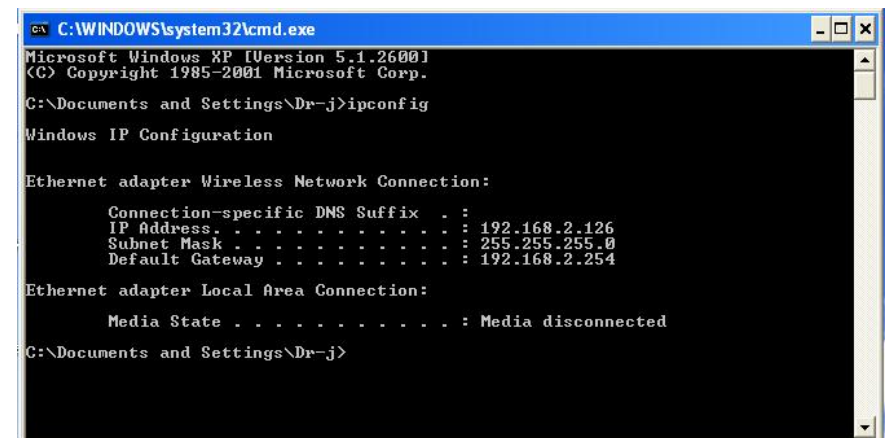 C:\WINDOWS\system32\cmd.exe
Microsoft Windows XP [Version 5.1.2600]
(C) Copyright 1985-2001 Microsoft Corp.
C:\Documents and Settings\Dr-j>ipconfig
Windows IP Configuration
Ethernet adapter Wireless Network Connection:
Connection-specific DNS Suffix  . :
IP Address. . . . . . . . . . . . : 192.168.2.126
Subnet Mask . . . . . . . . . . . : 255.255.255.0
Default Gateway . . . . . . . . . : 192.168.2.254
Ethernet adapter Local Area Connection:
Media State . . . . . . . . . . . : Media disconnected
C:\Documents and Settings\Dr-j>